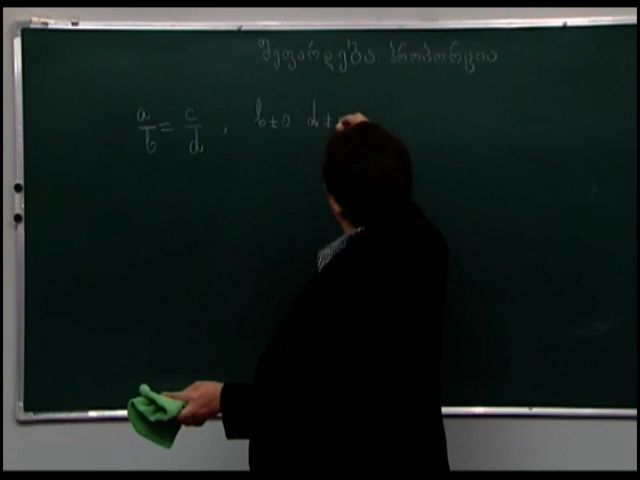 შეფარდება. პროპორცია
a/b = c/d , b≠0 d≠